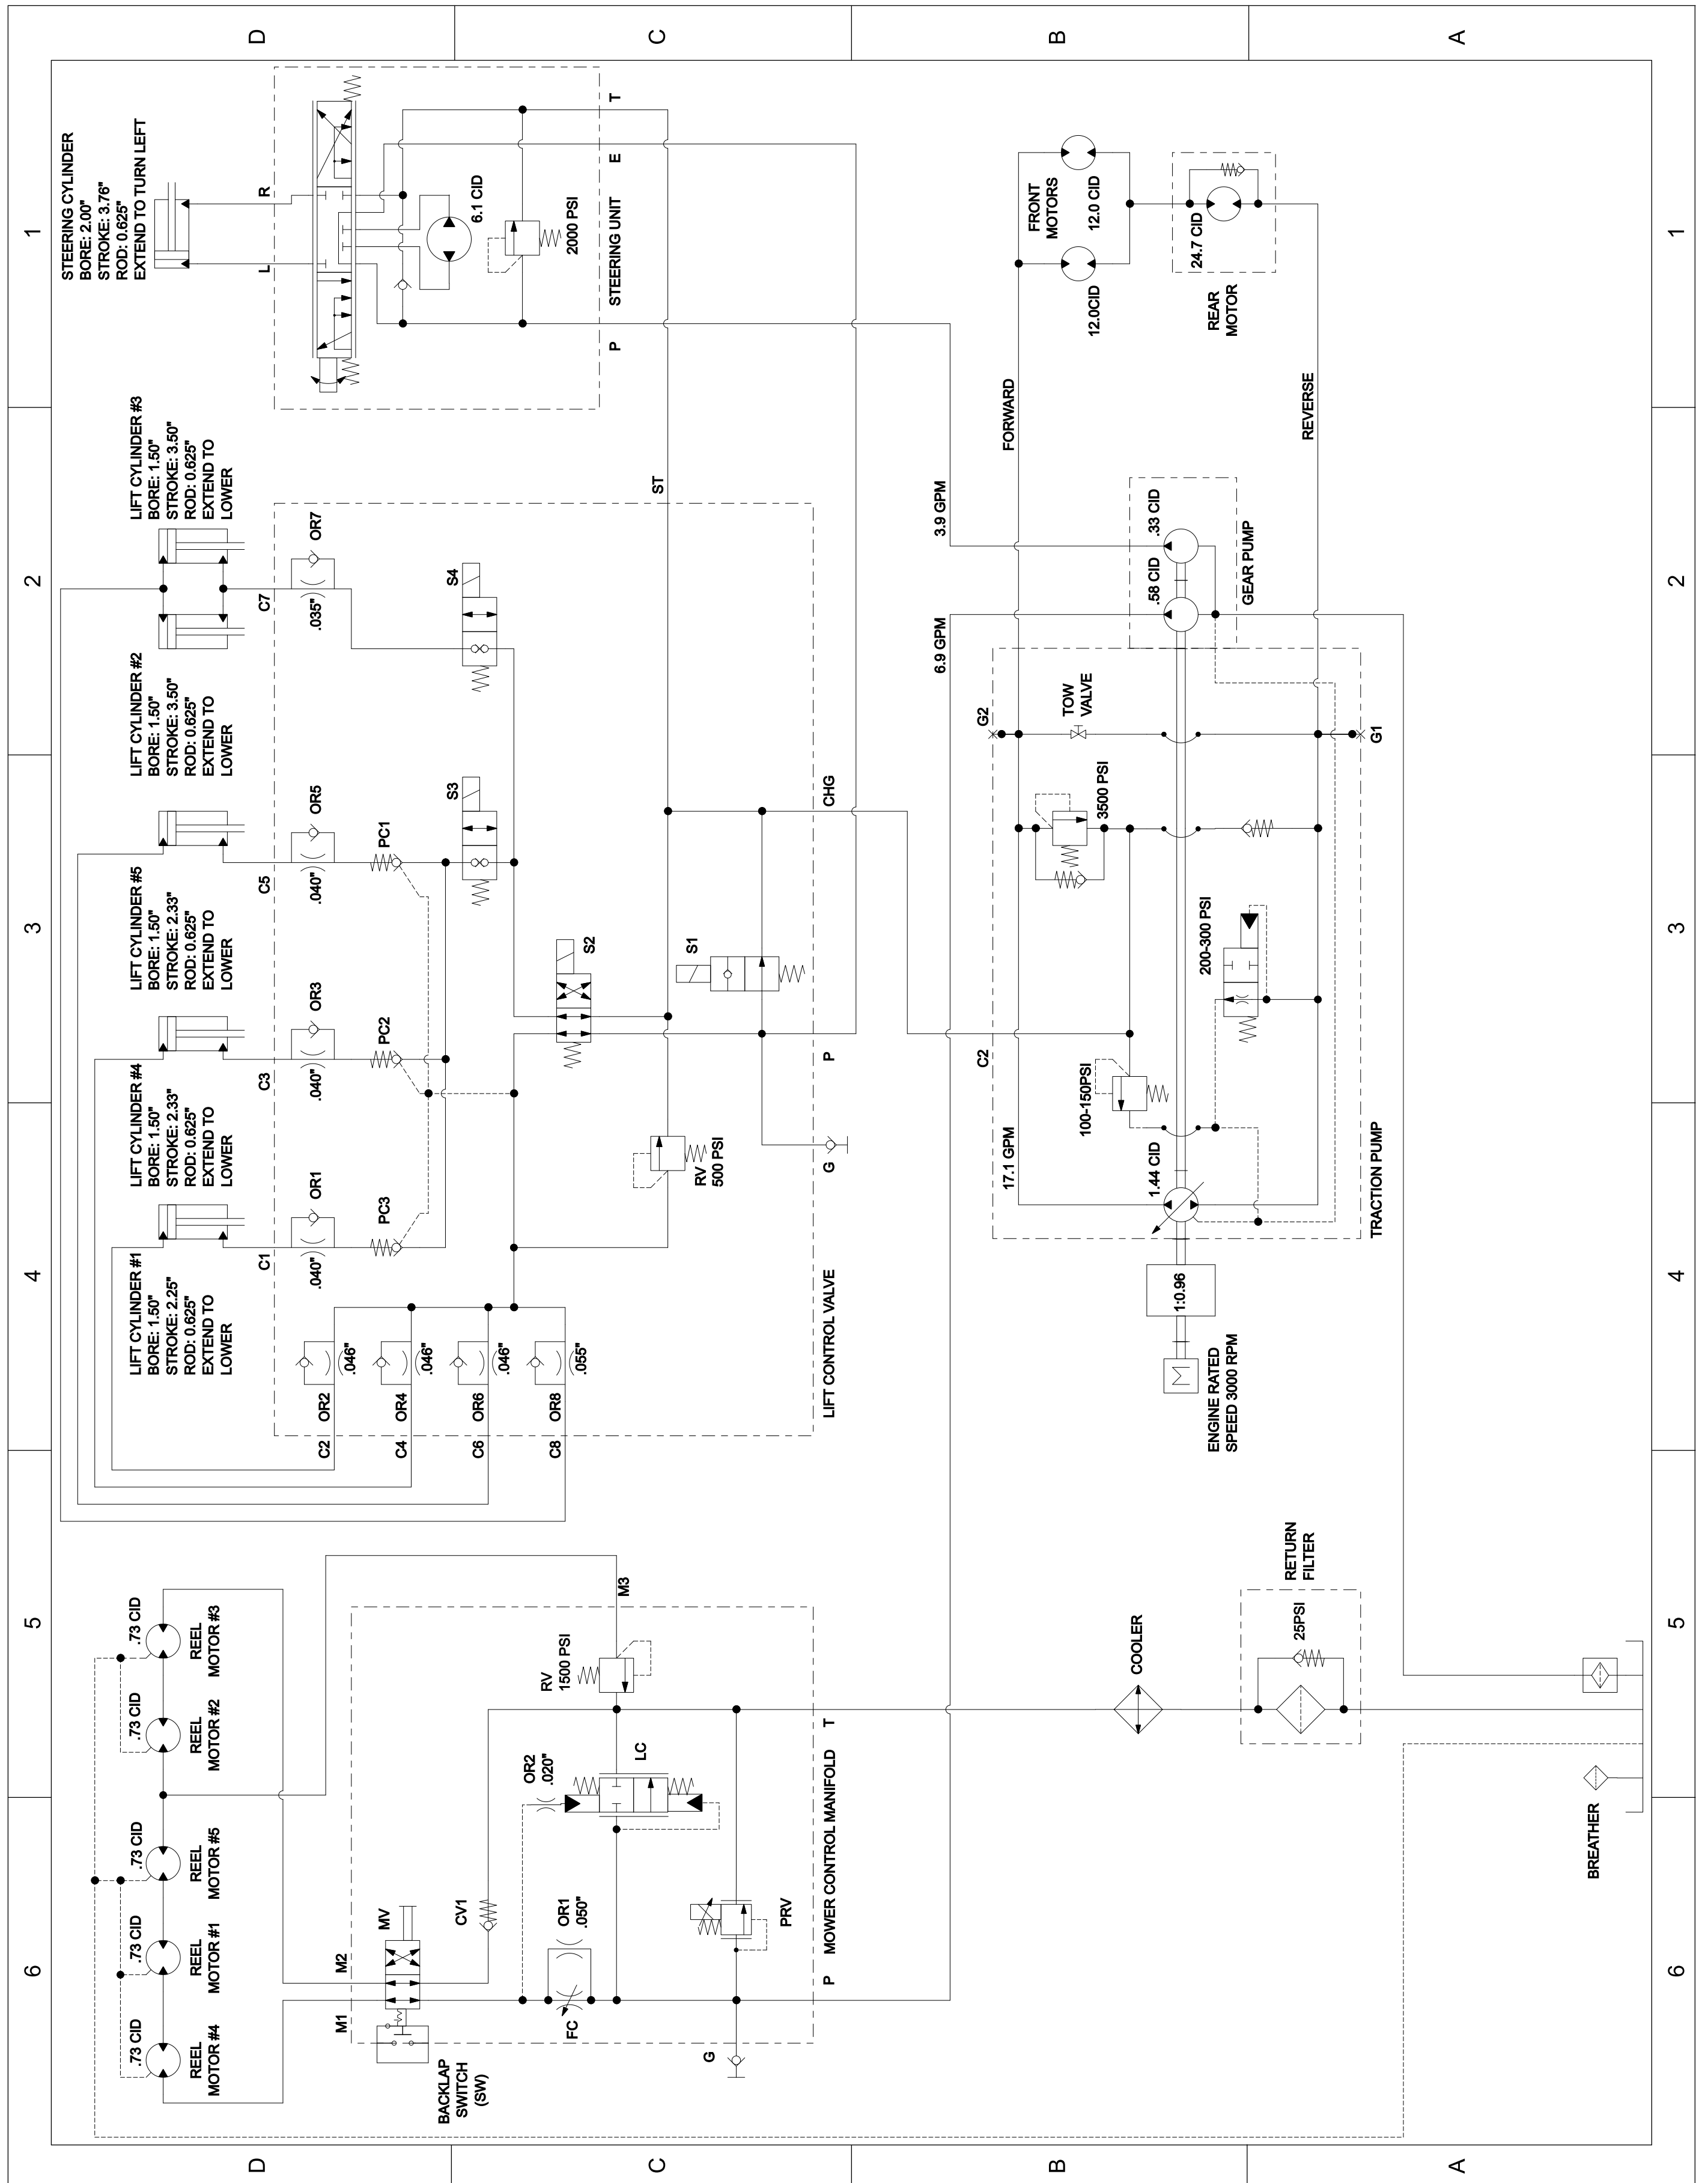 D
C
B
A
1
2
3
4
5
6
STEERING CYLINDER
BORE: 2.00"
STROKE: 3.76"
ROD: 0.625"
EXTEND TO TURN LEFT
L
R
6.1 CID
2000 PSI
P
STEERING UNIT
E
T
LIFT CYLINDER #3
BORE: 1.50"
STROKE: 3.50"
ROD: 0.625"
EXTEND TO
LOWER
LIFT CYLINDER #2
BORE: 1.50"
STROKE: 3.50"
ROD: 0.625"
EXTEND TO
LOWER
LIFT CYLINDER #5
BORE: 1.50"
STROKE: 2.33"
ROD: 0.625"
EXTEND TO
LOWER
LIFT CYLINDER #4
BORE: 1.50"
STROKE: 2.33"
ROD: 0.625"
EXTEND TO
LOWER
LIFT CYLINDER #1
BORE: 1.50"
STROKE: 2.25"
ROD: 0.625"
EXTEND TO
LOWER
C7
.035"
OR7
C5
.040"
OR5
C3
.040"
OR3
C1
.040"
OR1
PC1
PC2
PC3
S4
S3
S2
S1
ST
CHG
P
G
RV
500 PSI
C2
OR2
.046"
C4
OR4
.046"
C6
OR6
.046"
C8
OR8
.055"
LIFT CONTROL VALVE
.73 CID
REEL
MOTOR #4
.73 CID
REEL
MOTOR #1
.73 CID
REEL
MOTOR #5
.73 CID
REEL
MOTOR #2
.73 CID
REEL
MOTOR #3
M1
M2
M3
MV
BACKLAP
SWITCH
(SW)
CV1
FC
OR1
.050"
OR2
.020"
LC
RV
1500 PSI
PRV
G
P
MOWER CONTROL MANIFOLD
T
COOLER
RETURN
FILTER
25PSI
BREATHER
ENGINE RATED
SPEED 3000 RPM
M
1:0.96
TRACTION PUMP
17.1 GPM
1.44 CID
C2
100-150PSI
200-300 PSI
3500 PSI
TOW
VALVE
G2
G1
6.9 GPM
3.9 GPM
.58 CID
.33 CID
GEAR PUMP
FORWARD
REVERSE
FRONT
MOTORS
12.0CID
12.0 CID
REAR
MOTOR
24.7 CID
1
2
3
4
5
6
D
C
B
A